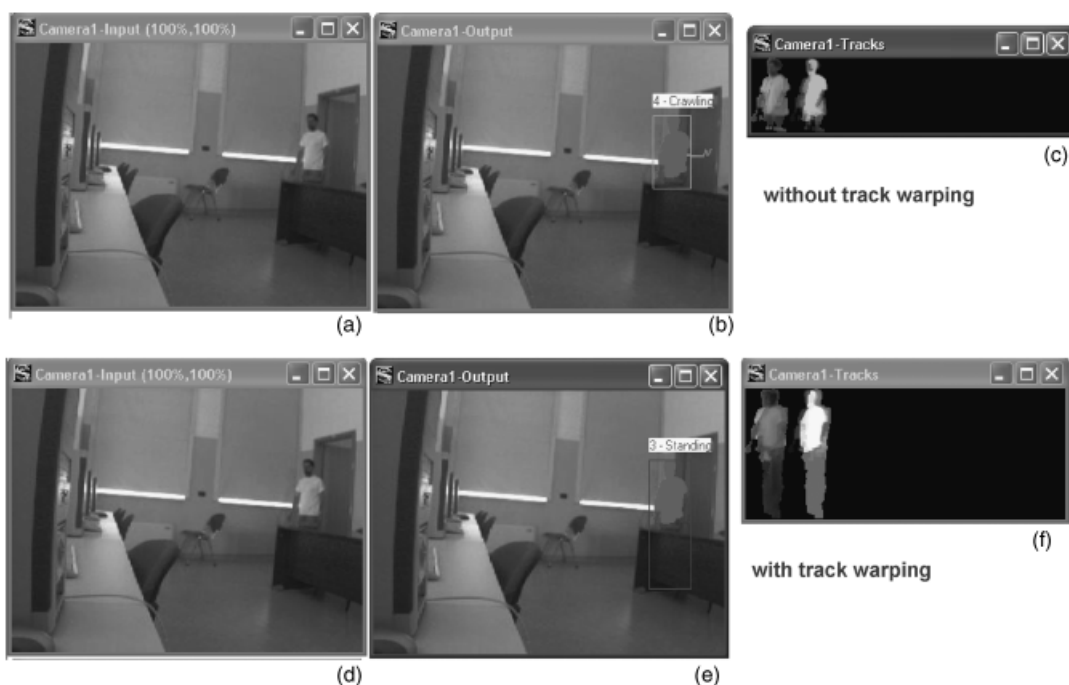 Camera1-Input (100%,100%)
Camera1-Output
Camera1-Tracks
4 - Crawling
(a)
(b)
(c)
without track warping
Camera1-Input (100%,100%)
Camera1-Output
Camera1-Tracks
3 - Standing
(d)
(e)
(f)
with track warping